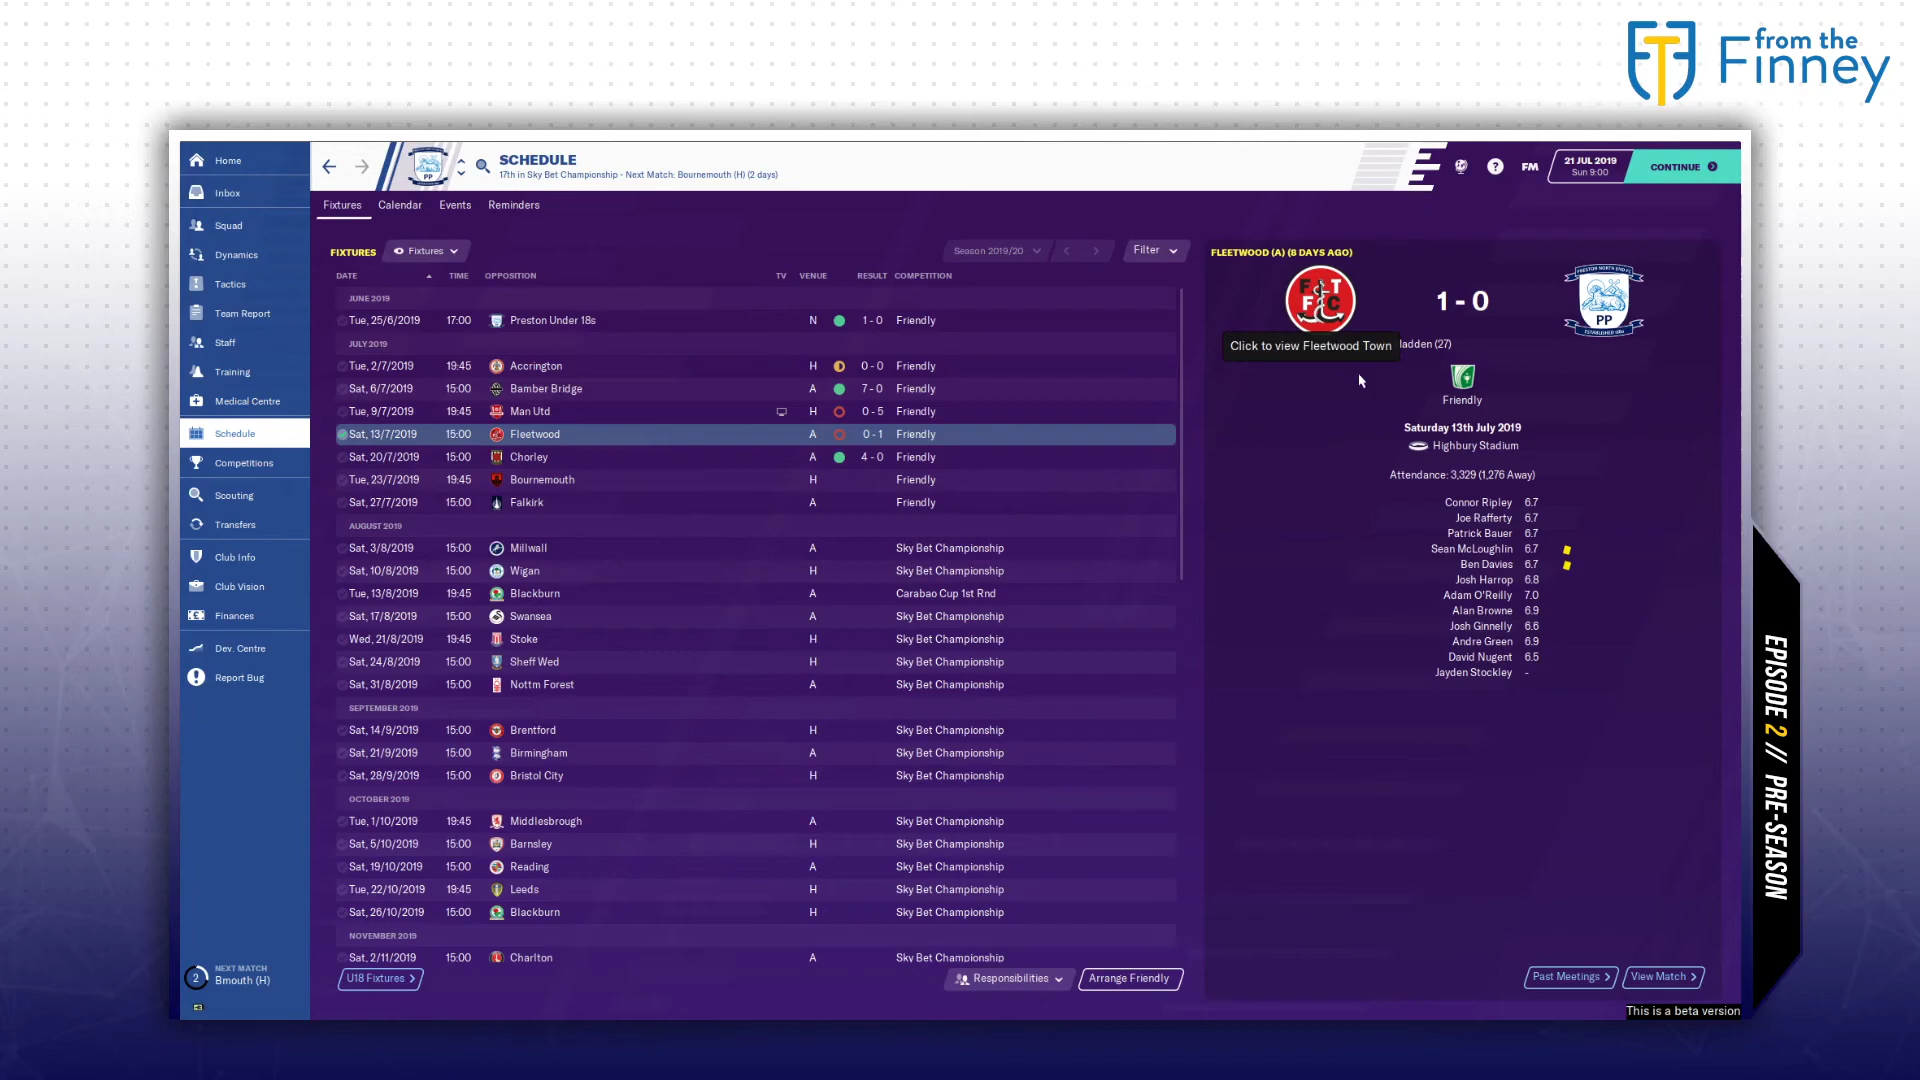 from the
Finney
Home
Inbox
Squad
Dynamics
Tactics
Team Report
Staff
Training
Medical Centre
Schedule
Competitions
Scouting
Transfers
Club Info
Club Vision
Finances
Dev. Centre
Report Bug
2
NEXT MATCH
Bmouth (H)
PP
SCHEDULE
17th in Sky Bet Championship - Next Match: Bournemouth (H) (2 days)
?
FM
21 JUL 2019
Sun 9:00
CONTINUE
Fixtures Calendar Events Reminders
FIXTURES Fixtures Season 2019/20 Filter
DATE TIME OPPOSITION TV VENUE RESULT COMPETITION
JUNE 2019
Tue, 25/6/2019 17:00 Preston Under 18s N 1 - 0 Friendly
JULY 2019
Tue, 2/7/2019 19:45 Accrington H 0 - 0 Friendly
Sat, 6/7/2019 15:00 Bamber Bridge A 7 - 0 Friendly
Tue, 9/7/2019 19:45 Man Utd H 0 - 5 Friendly
Sat, 13/7/2019 15:00 Fleetwood A 0 - 1 Friendly
Sat, 20/7/2019 15:00 Chorley A 4 - 0 Friendly
Tue, 23/7/2019 19:45 Bournemouth H Friendly
Sat, 27/7/2019 15:00 Falkirk A Friendly
AUGUST 2019
Sat, 3/8/2019 15:00 Millwall A Sky Bet Championship
Sat, 10/8/2019 15:00 Wigan H Sky Bet Championship
Tue, 13/8/2019 19:45 Blackburn A Carabao Cup 1st Rnd
Sat, 17/8/2019 15:00 Swansea A Sky Bet Championship
Wed, 21/8/2019 19:45 Stoke H Sky Bet Championship
Sat, 24/8/2019 15:00 Sheff Wed H Sky Bet Championship
Sat, 31/8/2019 15:00 Nottm Forest A Sky Bet Championship
SEPTEMBER 2019
Sat, 14/9/2019 15:00 Brentford H Sky Bet Championship
Sat, 21/9/2019 15:00 Birmingham A Sky Bet Championship
Sat, 28/9/2019 15:00 Bristol City H Sky Bet Championship
OCTOBER 2019
Tue, 1/10/2019 19:45 Middlesbrough A Sky Bet Championship
Sat, 5/10/2019 15:00 Barnsley H Sky Bet Championship
Sat, 19/10/2019 15:00 Reading A Sky Bet Championship
Tue, 22/10/2019 19:45 Leeds H Sky Bet Championship
Sat, 26/10/2019 15:00 Blackburn H Sky Bet Championship
NOVEMBER 2019
Sat, 2/11/2019 15:00 Charlton A Sky Bet Championship
U18 Fixtures Responsibilities Arrange Friendly
FLEETWOOD (A) (8 DAYS AGO)
F T
F C
1 - 0
PRESTON NORTH END FC
PP
ESTABLISHED 1880
Click to view Fleetwood Town
ladden (27)
Friendly
Saturday 13th July 2019
Highbury Stadium
Attendance: 3,329 (1,276 Away)
Connor Ripley 6.7
Joe Rafferty 6.7
Patrick Bauer 6.7
Sean McLoughlin 6.7
Ben Davies 6.7
Josh Harrop 6.8
Adam O'Reilly 7.0
Alan Browne 6.9
Josh Ginnelly 6.6
Andre Green 6.9
David Nugent 6.5
Jayden Stockley -
Past Meetings View Match
This is a beta version
EPISODE 2 // PRE-SEASON